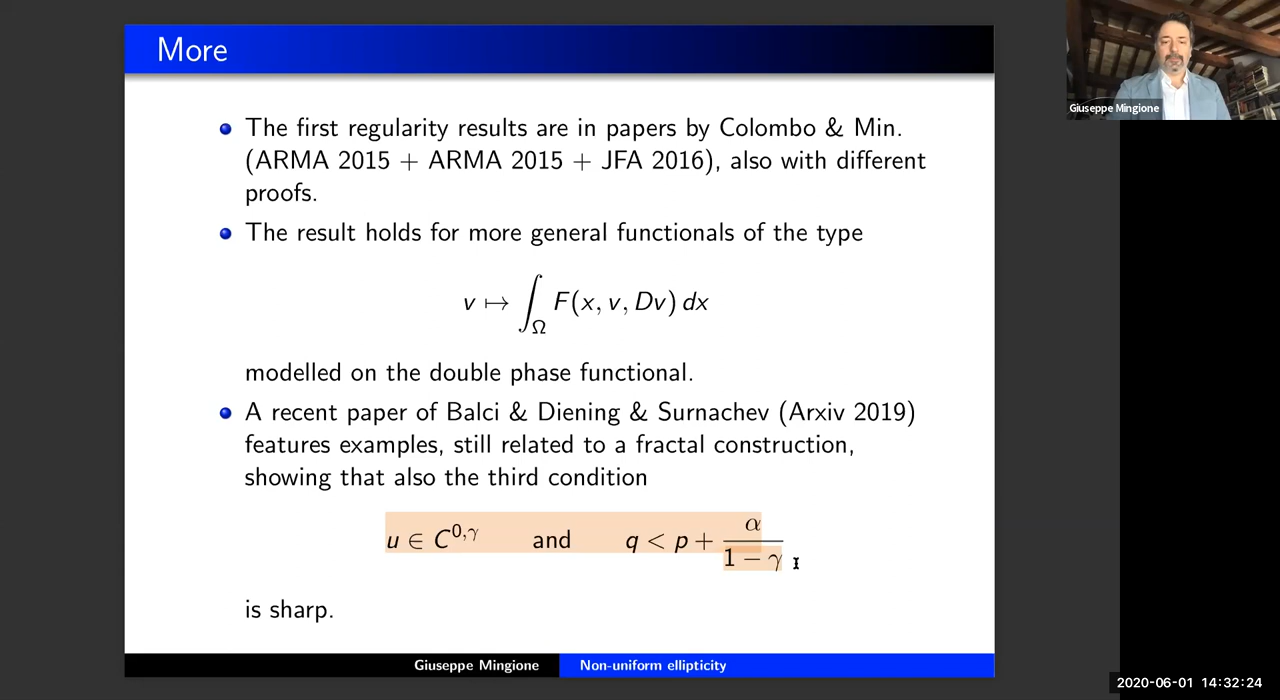 More
Giuseppe Mingione
The first regularity results are in papers by Colombo & Min.
(ARMA 2015 + ARMA 2015 + JFA 2016), also with different
proofs.
The result holds for more general functionals of the type
v ↦ ∫_Ω F(x, v, Dv) dx
modelled on the double phase functional.
A recent paper of Balci & Diening & Surnachev (Arxiv 2019)
features examples, still related to a fractal construction,
showing that also the third condition
u ∈ C^{0,γ} and q < p + α/(1 − γ)
is sharp.
Giuseppe Mingione Non-uniform ellipticity
2020-06-01 14:32:24